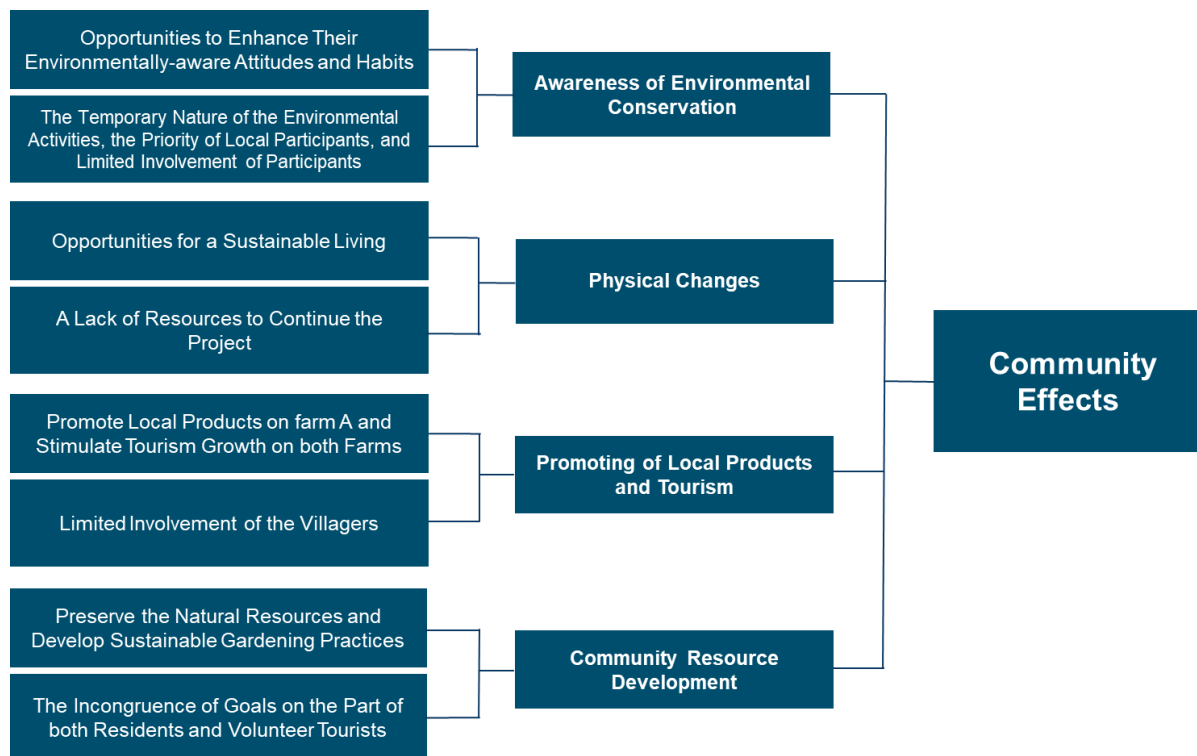 Opportunities to Enhance Their
Environmentally-aware Attitudes and Habits
The Temporary Nature of the Environmental
Activities, the Priority of Local Participants, and
Limited Involvement of Participants
Awareness of Environmental
Conservation
Opportunities for a Sustainable Living
A Lack of Resources to Continue the
Project
Physical Changes
Promote Local Products on farm A and
Stimulate Tourism Growth on both Farms
Limited Involvement of the Villagers
Promoting of Local Products
and Tourism
Preserve the Natural Resources and
Develop Sustainable Gardening Practices
The Incongruence of Goals on the Part of
both Residents and Volunteer Tourists
Community Resource
Development
Community
Effects